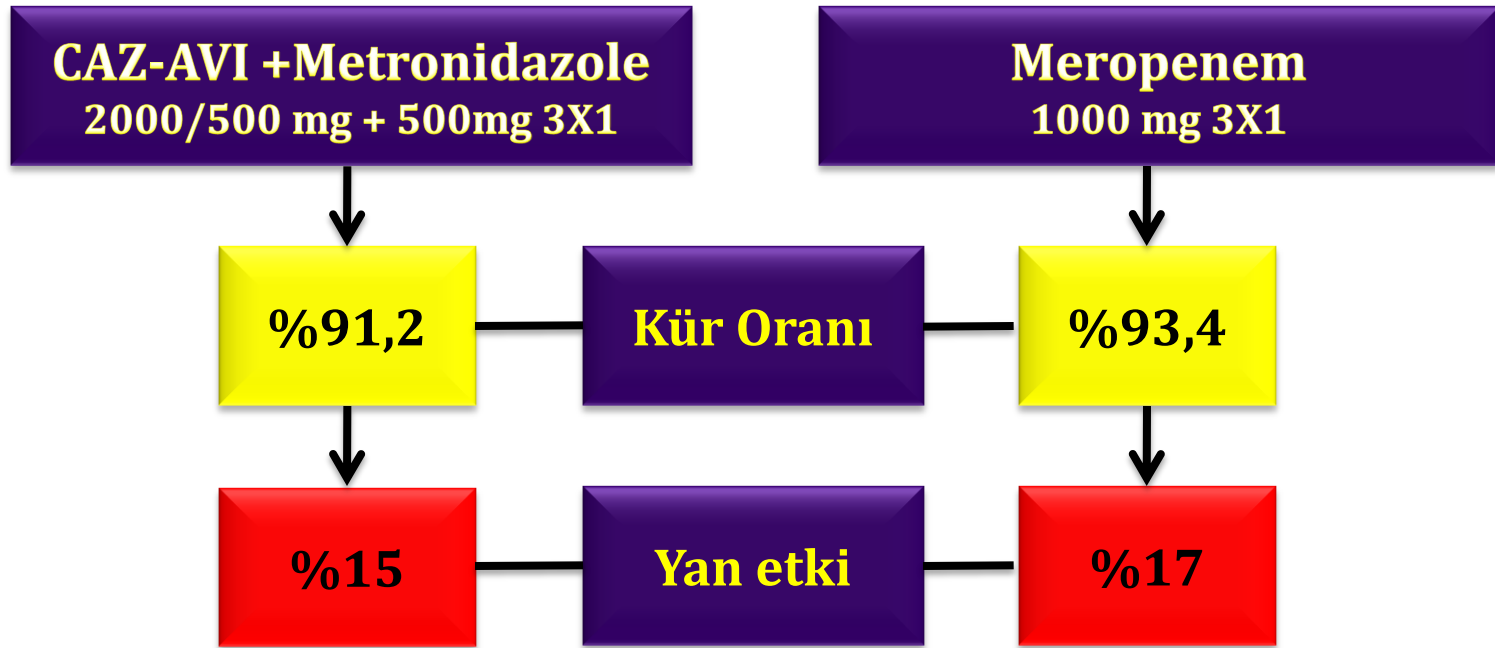 CAZ-AVI +Metronidazole
2000/500 mg + 500mg 3X1
Meropenem
1000 mg 3X1
%91,2
Kür Oranı
%93,4
%15
Yan etki
%17